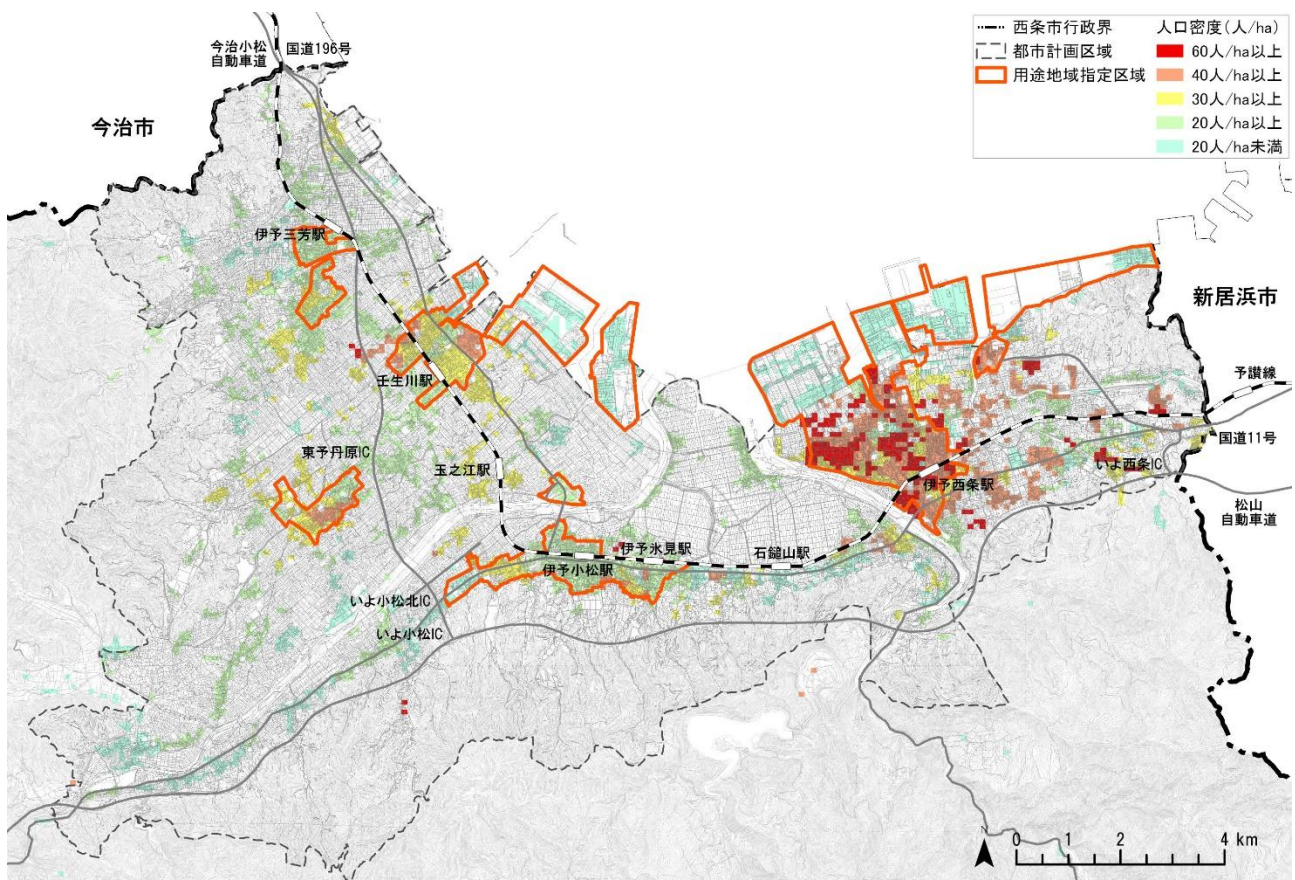 西条市行政界
都市計画区域
用途地域指定区域
人口密度(人/ha)
60人/ha以上
40人/ha以上
30人/ha以上
20人/ha以上
20人/ha未満
今治小松
自動車道
国道196号
今治市
伊予三芳駅
新居浜市
壬生川駅
予讃線
国道11号
東予丹原IC
玉之江駅
伊予西条駅
いよ西条IC
松山
自動車道
伊予氷見駅
石鎚山駅
伊予小松駅
いよ小松北IC
いよ小松IC
0 1 2 4 km